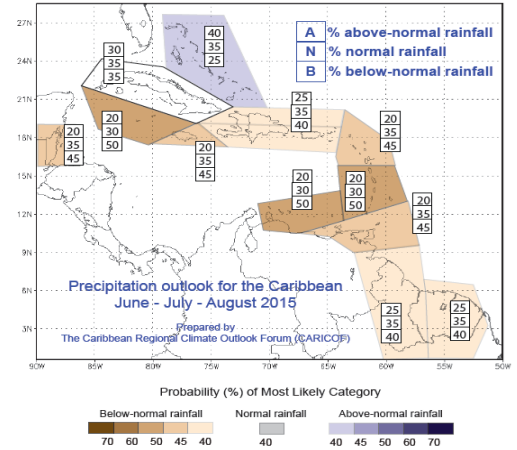 27N
24N
21N
18N
15N
12N
9N
6N
3N
A % above-normal rainfall
N % normal rainfall
B % below-normal rainfall
40
35
25
30
35
35
25
35
40
20
35
45
20
30
50
20
35
45
20
35
45
20
30
50
20
30
50
20
35
45
25
35
40
25
35
40
Precipitation outlook for the Caribbean
June - July - August 2015
Prepared by
The Caribbean Regional Climate Outlook Forum (CARICOF)
90W 85W 80W 75W 70W 65W 60W 55W 50W
Probability (%) of Most Likely Category
Below-normal rainfall Normal rainfall Above-normal rainfall
70 60 50 45 40 40 40 45 50 60 70